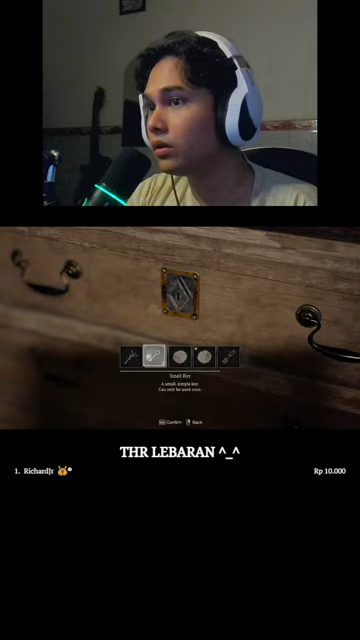 Small Key
A small, simple key.
Can only be used once.
Confirm Back
THR LEBARAN ^_^
1. RichardJr Rp 10.000